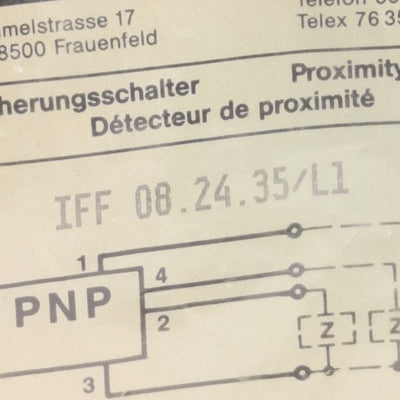 melstrasse 17
8500 Frauenfeld
Telefon
Telex 76 35
herungsschalter
Proximity
Détecteur de proximité
IFF 08.24.35/L1
1
4
PNP
2
Z
Z
3